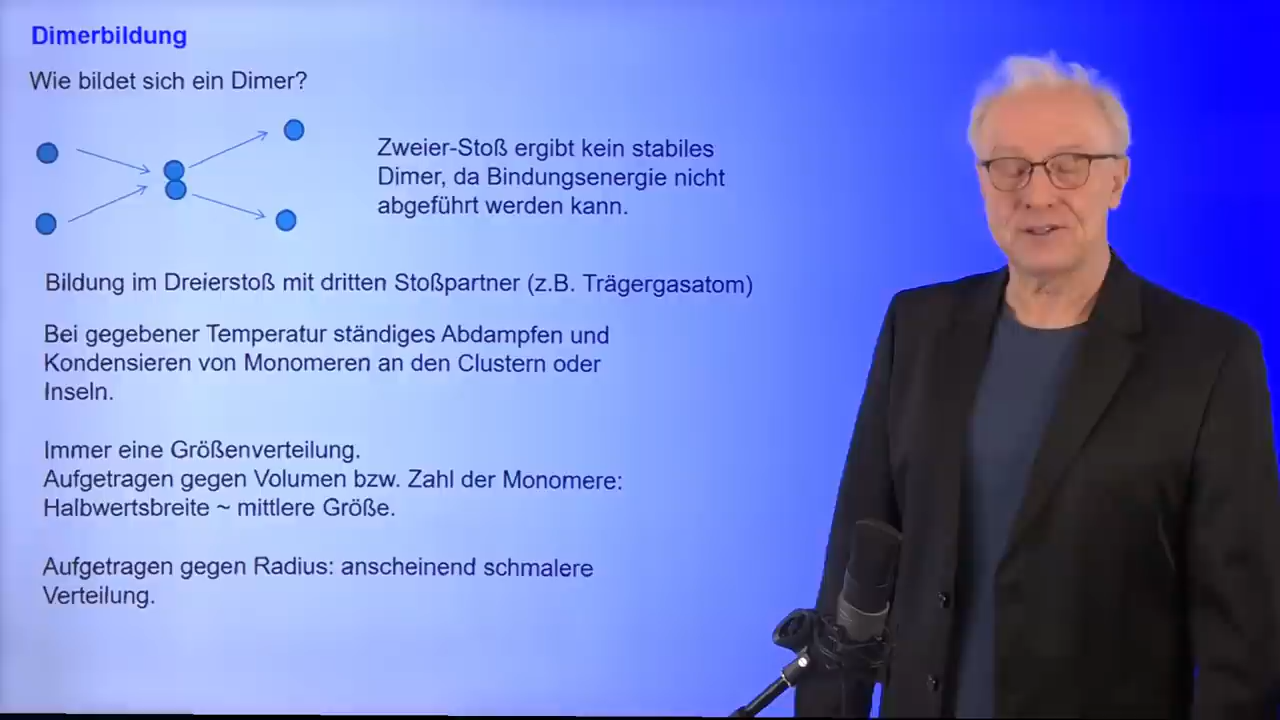 Dimerbildung
Wie bildet sich ein Dimer?
Zweier-Stoß ergibt kein stabiles
Dimer, da Bindungsenergie nicht
abgeführt werden kann.
Bildung im Dreierstoß mit dritten Stoßpartner (z.B. Trägergasatom)
Bei gegebener Temperatur ständiges Abdampfen und
Kondensieren von Monomeren an den Clustern oder
Inseln.
Immer eine Größenverteilung.
Aufgetragen gegen Volumen bzw. Zahl der Monomere:
Halbwertsbreite ~ mittlere Größe.
Aufgetragen gegen Radius: anscheinend schmalere
Verteilung.